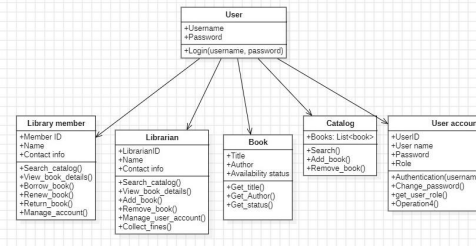 User
+Username
+Password
+Login(username, password)
Library member
+Member ID
+Name
+Contact info
+Search_catalog()
+View_book_details()
+Borrow_book()
+Renew_book()
+Return_book()
+Manage_account()
Librarian
+LibrarianID
+Name
+Contact info
+Search_catalog()
+View_book_details()
+Add_book()
+Remove_book()
+Manage_user_account()
+Collect_fines()
Book
+Title
+Author
+Availability status
+Get_title()
+Get_Author()
+Get_status()
Catalog
+Books: List<book>
+Search()
+Add_book()
+Remove_book()
User accoun
+UserID
+User name
+Password
+Role
+Authentication(usernam
+Change_password()
+get_user_role()
+Operation4()